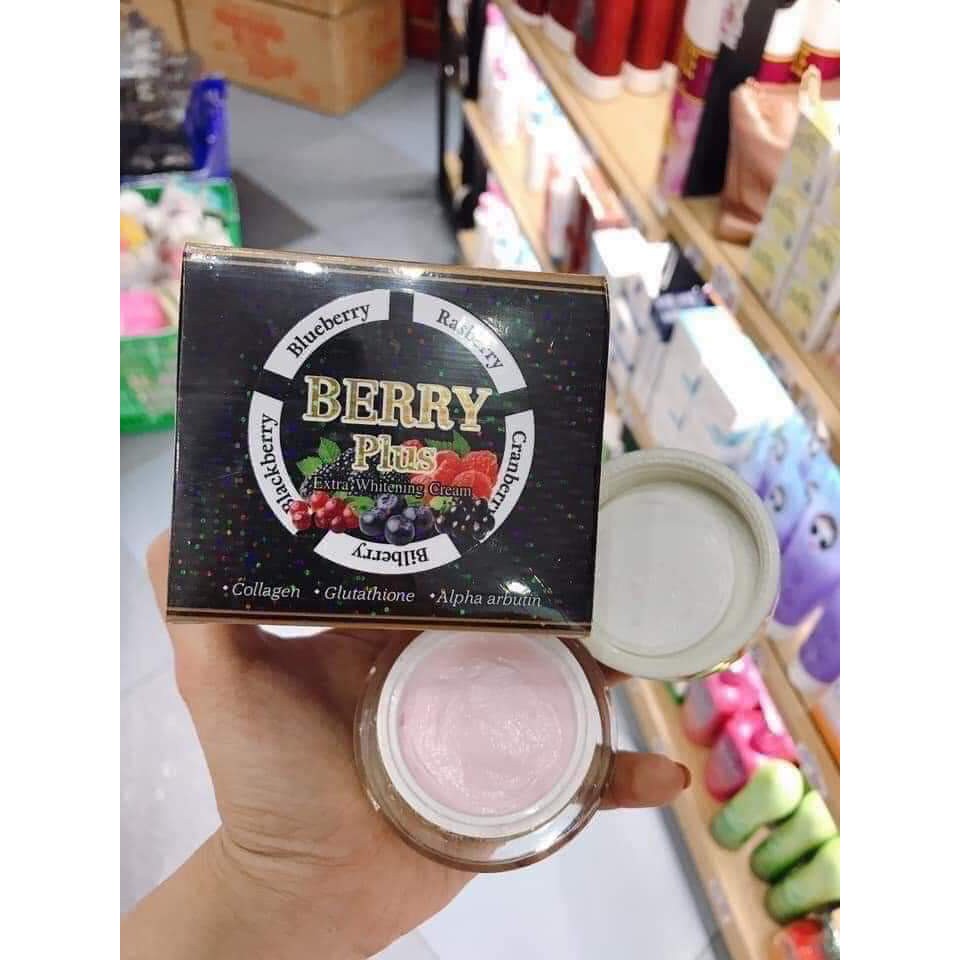 Blueberry
Rasberry
BERRY
Plus
Extra Whitening Cream
Blackberry
Cranberry
Bilberry
• Collagen • Glutathione • Alpha arbutin